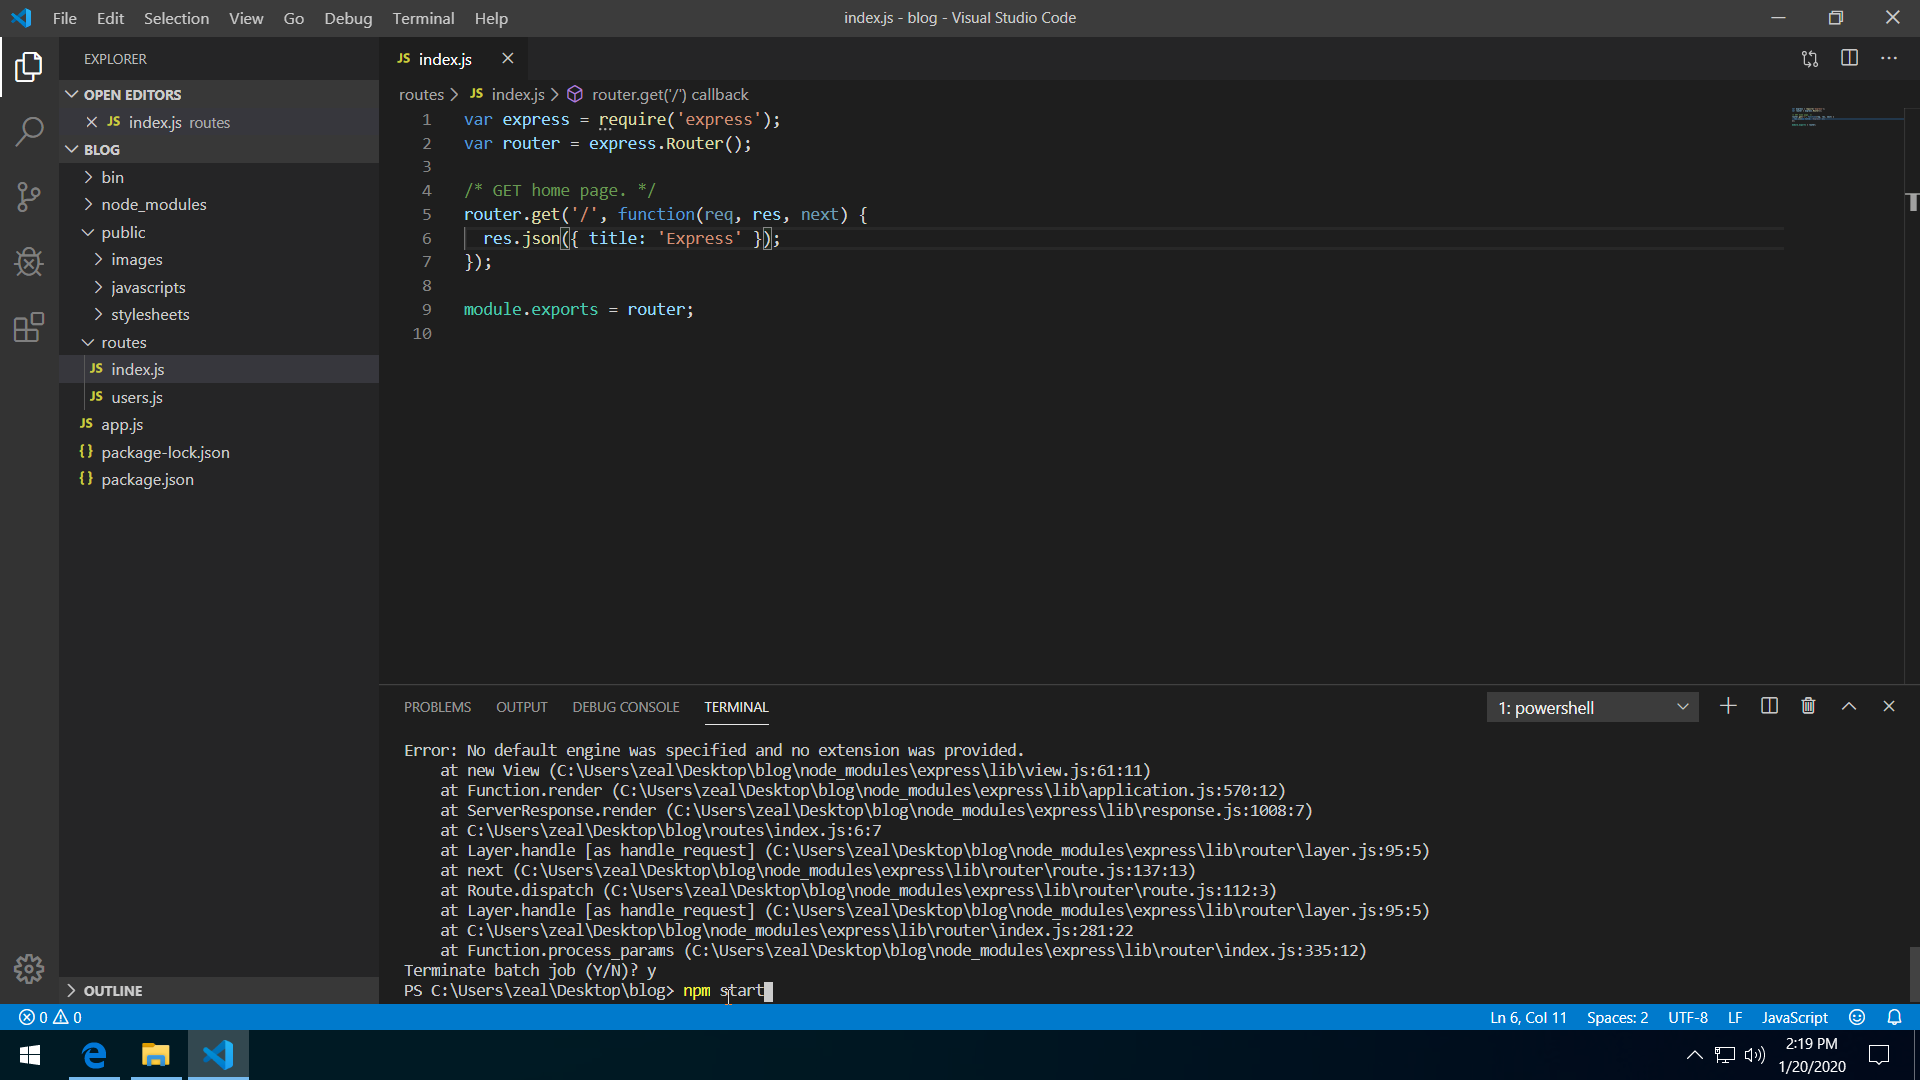 File Edit Selection View Go Debug Terminal Help
index.js - blog - Visual Studio Code
EXPLORER
OPEN EDITORS
JS index.js routes
BLOG
bin
node_modules
public
images
javascripts
stylesheets
routes
JS index.js
JS users.js
JS app.js
{} package-lock.json
{} package.json
OUTLINE
JS index.js
routes > JS index.js > router.get('/') callback
1 var express = require('express');
2 var router = express.Router();
3
4 /* GET home page. */
5 router.get('/', function(req, res, next) {
6 res.json({ title: 'Express' });
7 });
8
9 module.exports = router;
10
PROBLEMS OUTPUT DEBUG CONSOLE TERMINAL
1: powershell
Error: No default engine was specified and no extension was provided.
at new View (C:\Users\zeal\Desktop\blog\node_modules\express\lib\view.js:61:11)
at Function.render (C:\Users\zeal\Desktop\blog\node_modules\express\lib\application.js:570:12)
at ServerResponse.render (C:\Users\zeal\Desktop\blog\node_modules\express\lib\response.js:1008:7)
at C:\Users\zeal\Desktop\blog\routes\index.js:6:7
at Layer.handle [as handle_request] (C:\Users\zeal\Desktop\blog\node_modules\express\lib\router\layer.js:95:5)
at next (C:\Users\zeal\Desktop\blog\node_modules\express\lib\router\route.js:137:13)
at Route.dispatch (C:\Users\zeal\Desktop\blog\node_modules\express\lib\router\route.js:112:3)
at Layer.handle [as handle_request] (C:\Users\zeal\Desktop\blog\node_modules\express\lib\router\layer.js:95:5)
at C:\Users\zeal\Desktop\blog\node_modules\express\lib\router\index.js:281:22
at Function.process_params (C:\Users\zeal\Desktop\blog\node_modules\express\lib\router\index.js:335:12)
Terminate batch job (Y/N)? y
PS C:\Users\zeal\Desktop\blog> npm start
0 0
Ln 6, Col 11 Spaces: 2 UTF-8 LF JavaScript
2:19 PM
1/20/2020